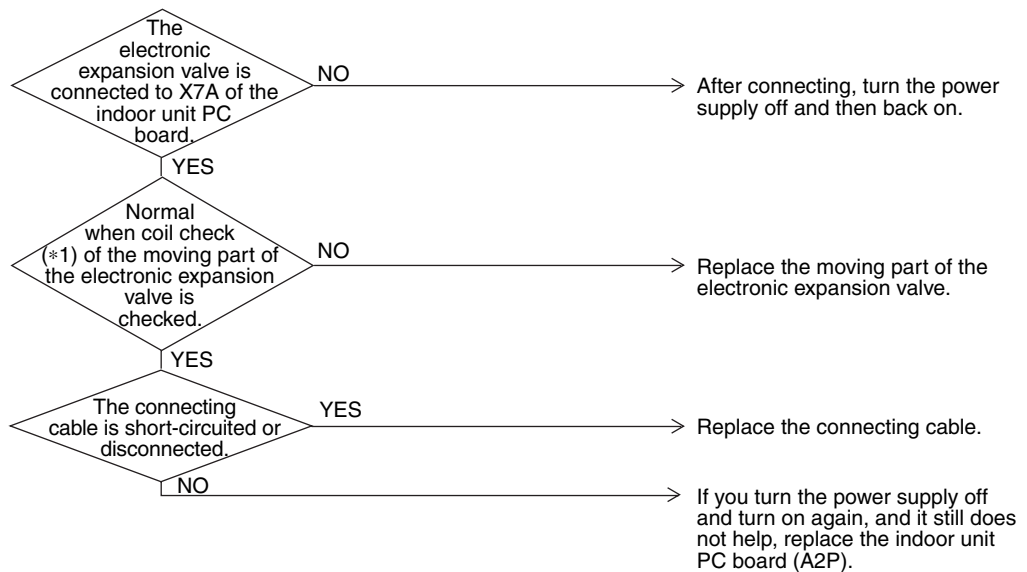 The
electronic
expansion valve is
connected to X7A of the
indoor unit PC
board.
NO
After connecting, turn the power
supply off and then back on.
YES
Normal
when coil check
(*1) of the moving part of
the electronic expansion
valve is
checked.
NO
Replace the moving part of the
electronic expansion valve.
YES
The connecting
cable is short-circuited or
disconnected.
YES
Replace the connecting cable.
NO
If you turn the power supply off
and turn on again, and it still does
not help, replace the indoor unit
PC board (A2P).